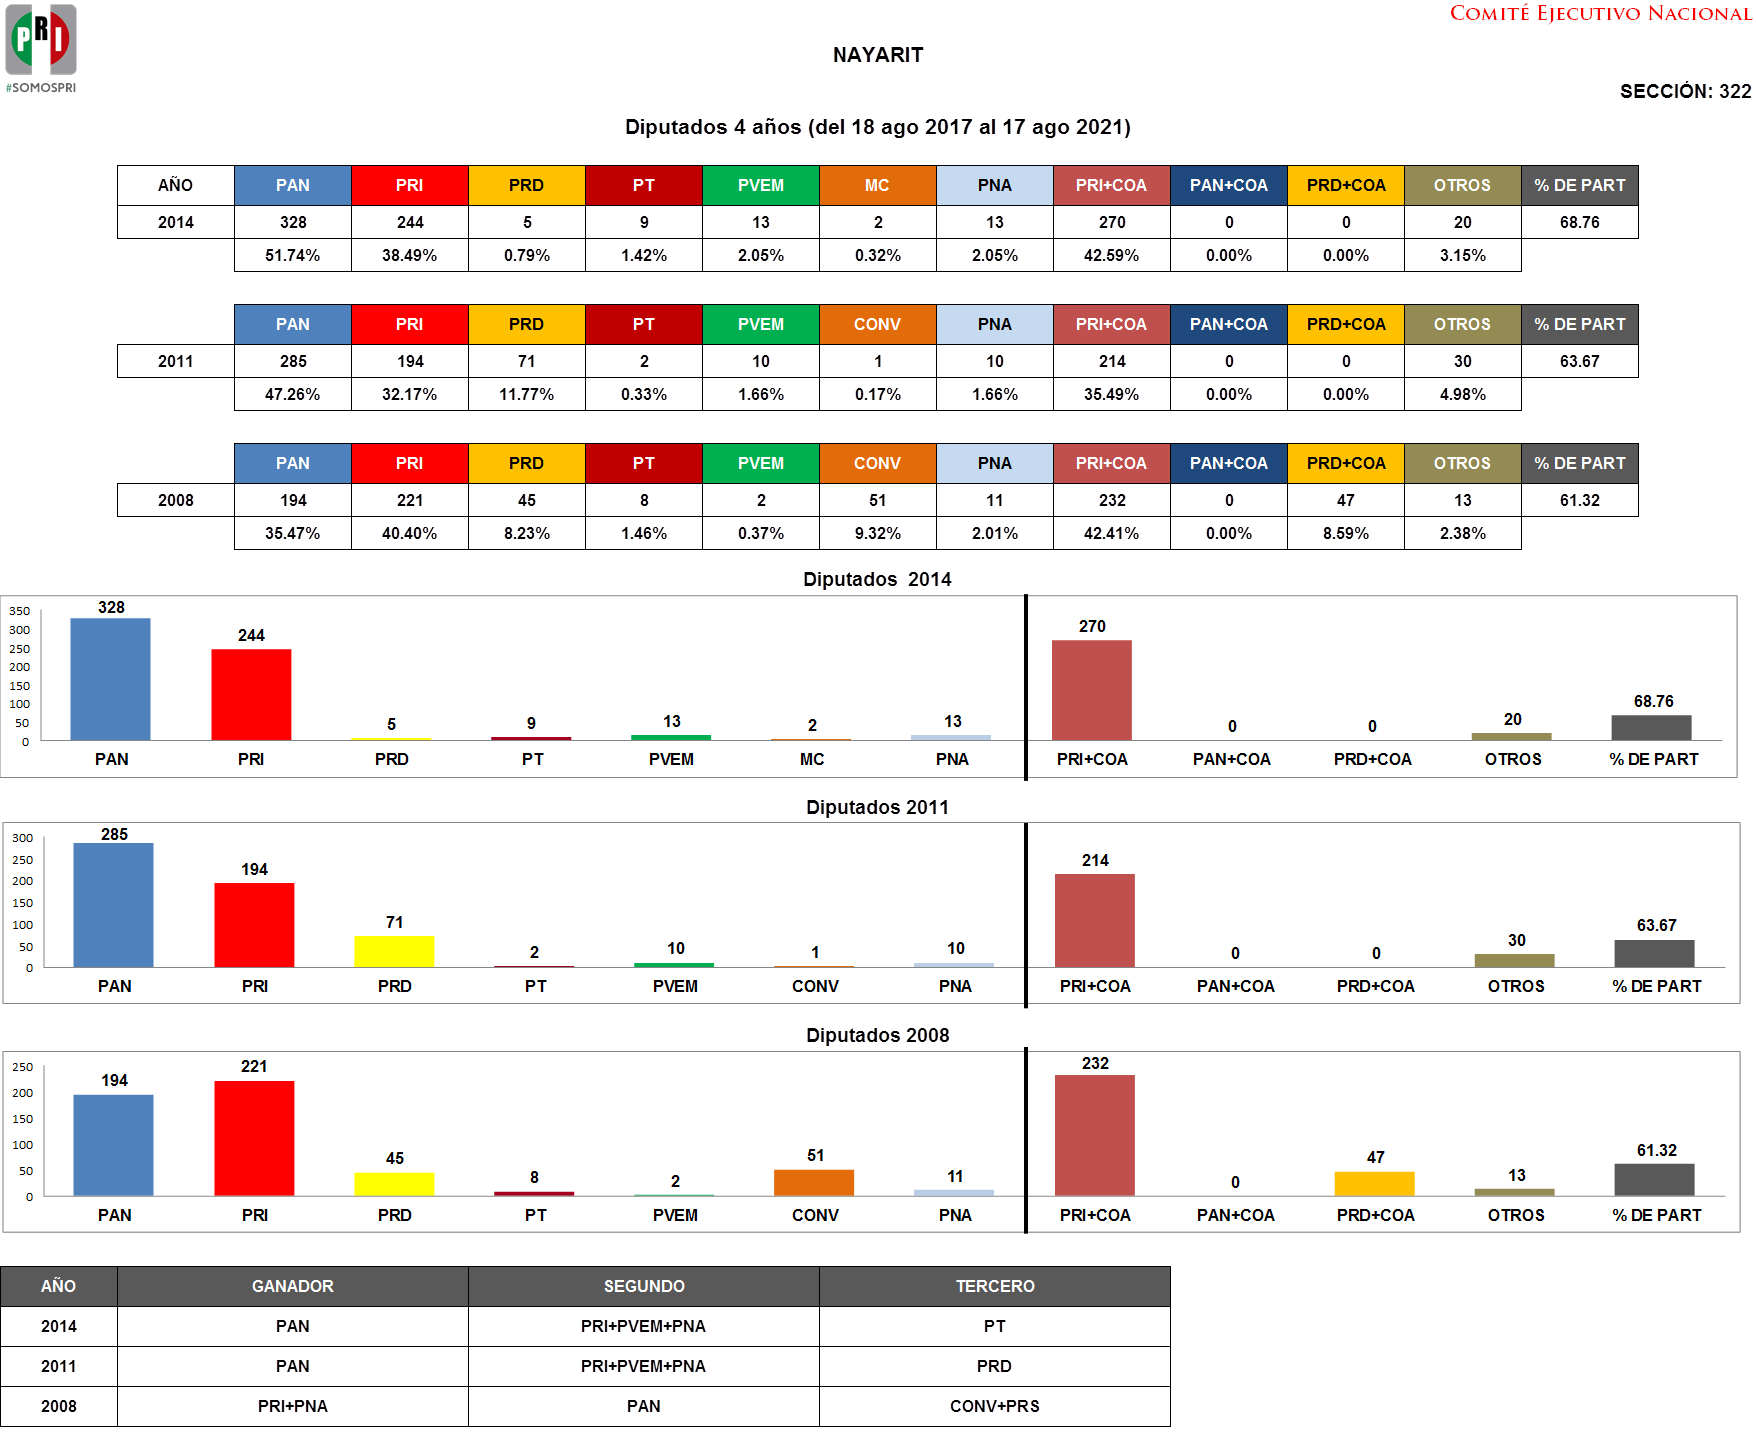 PRI
#SOMOSPRI
COMITÉ EJECUTIVO NACIONAL
NAYARIT
SECCIÓN: 322
Diputados 4 años (del 18 ago 2017 al 17 ago 2021)
AÑO PAN PRI PRD PT PVEM MC PNA PRI+COA PAN+COA PRD+COA OTROS % DE PART
2014 328 244 5 9 13 2 13 270 0 0 20 68.76
51.74% 38.49% 0.79% 1.42% 2.05% 0.32% 2.05% 42.59% 0.00% 0.00% 3.15%
PAN PRI PRD PT PVEM CONV PNA PRI+COA PAN+COA PRD+COA OTROS % DE PART
2011 285 194 71 2 10 1 10 214 0 0 30 63.67
47.26% 32.17% 11.77% 0.33% 1.66% 0.17% 1.66% 35.49% 0.00% 0.00% 4.98%
PAN PRI PRD PT PVEM CONV PNA PRI+COA PAN+COA PRD+COA OTROS % DE PART
2008 194 221 45 8 2 51 11 232 0 47 13 61.32
35.47% 40.40% 8.23% 1.46% 0.37% 9.32% 2.01% 42.41% 0.00% 8.59% 2.38%
Diputados 2014
350
300
250
200
150
100
50
0
328 244 5 9 13 2 13 270 0 0 20 68.76
PAN PRI PRD PT PVEM MC PNA PRI+COA PAN+COA PRD+COA OTROS % DE PART
Diputados 2011
300
250
200
150
100
50
0
285 194 71 2 10 1 10 214 0 0 30 63.67
PAN PRI PRD PT PVEM CONV PNA PRI+COA PAN+COA PRD+COA OTROS % DE PART
Diputados 2008
250
200
150
100
50
0
194 221 45 8 2 51 11 232 0 47 13 61.32
PAN PRI PRD PT PVEM CONV PNA PRI+COA PAN+COA PRD+COA OTROS % DE PART
AÑO GANADOR SEGUNDO TERCERO
2014 PAN PRI+PVEM+PNA PT
2011 PAN PRI+PVEM+PNA PRD
2008 PRI+PNA PAN CONV+PRS